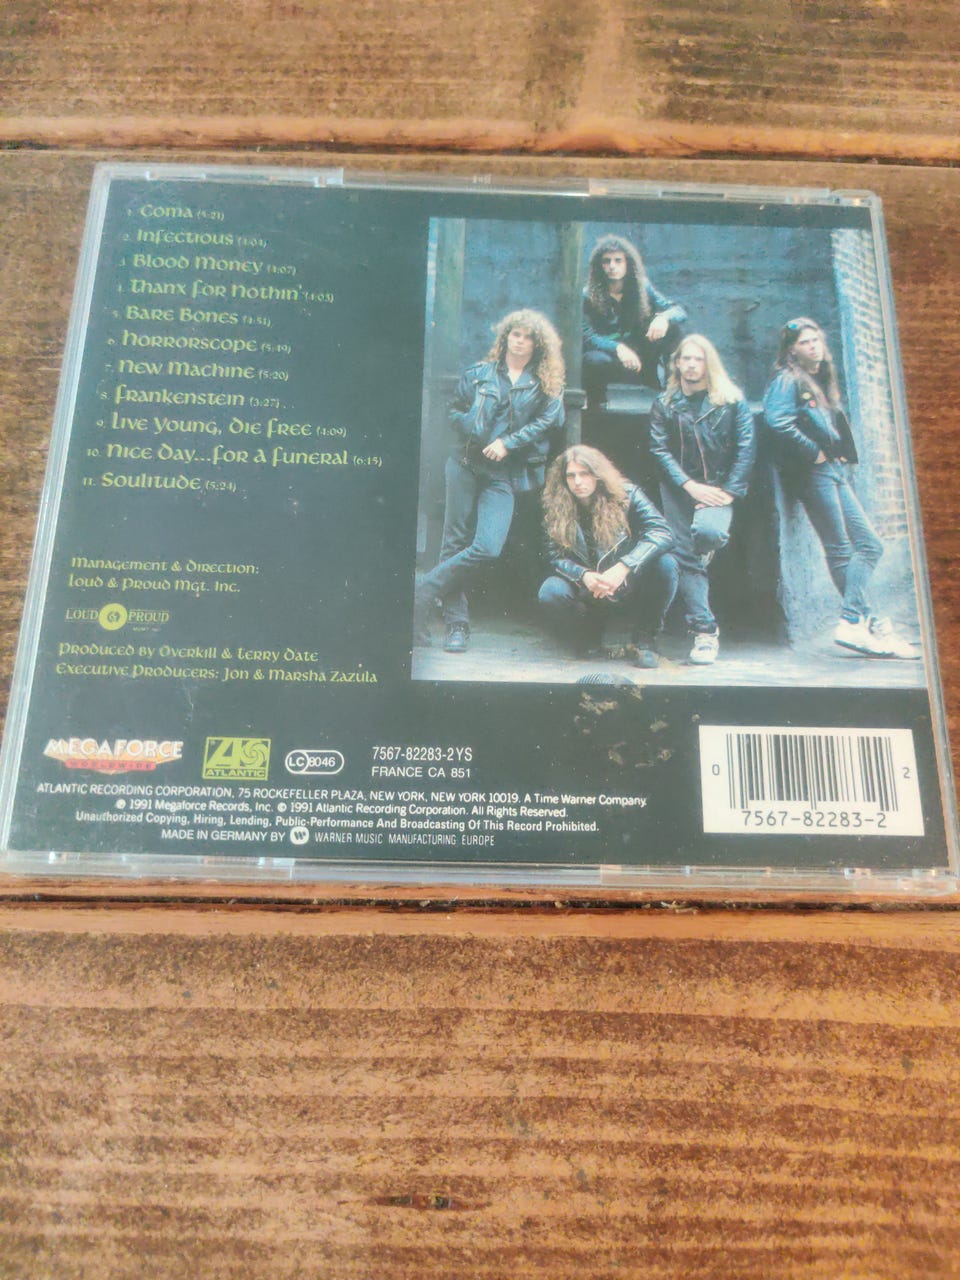 1. Coma (5:21)
2. Infectious (4:04)
3. Blood Money (4:07)
4. Thanx for Nothin' (4:03)
5. Bare Bones (4:51)
6. Horrorscope (5:49)
7. New Machine (5:20)
8. Frankenstein (3:27)
9. Live Young, Die Free (4:09)
10. Nice Day...for a Funeral (6:15)
11. Soulitude (5:24)
Management & Direction:
Loud & Proud Mgt. Inc.
LOUD & PROUD
MGMT INC
Produced by Overkill & Terry Date
Executive Producers: Jon & Marsha Zazula
MEGAFORCE
WORLDWIDE
ATLANTIC
LC 8046
7567-82283-2YS
FRANCE CA 851
ATLANTIC RECORDING CORPORATION, 75 ROCKEFELLER PLAZA, NEW YORK, NEW YORK 10019. A Time Warner Company.
℗ 1991 Megaforce Records, Inc. © 1991 Atlantic Recording Corporation. All Rights Reserved.
Unauthorized Copying, Hiring, Lending, Public-Performance And Broadcasting Of This Record Prohibited.
MADE IN GERMANY BY WARNER MUSIC MANUFACTURING EUROPE
0 7567-82283-2 2